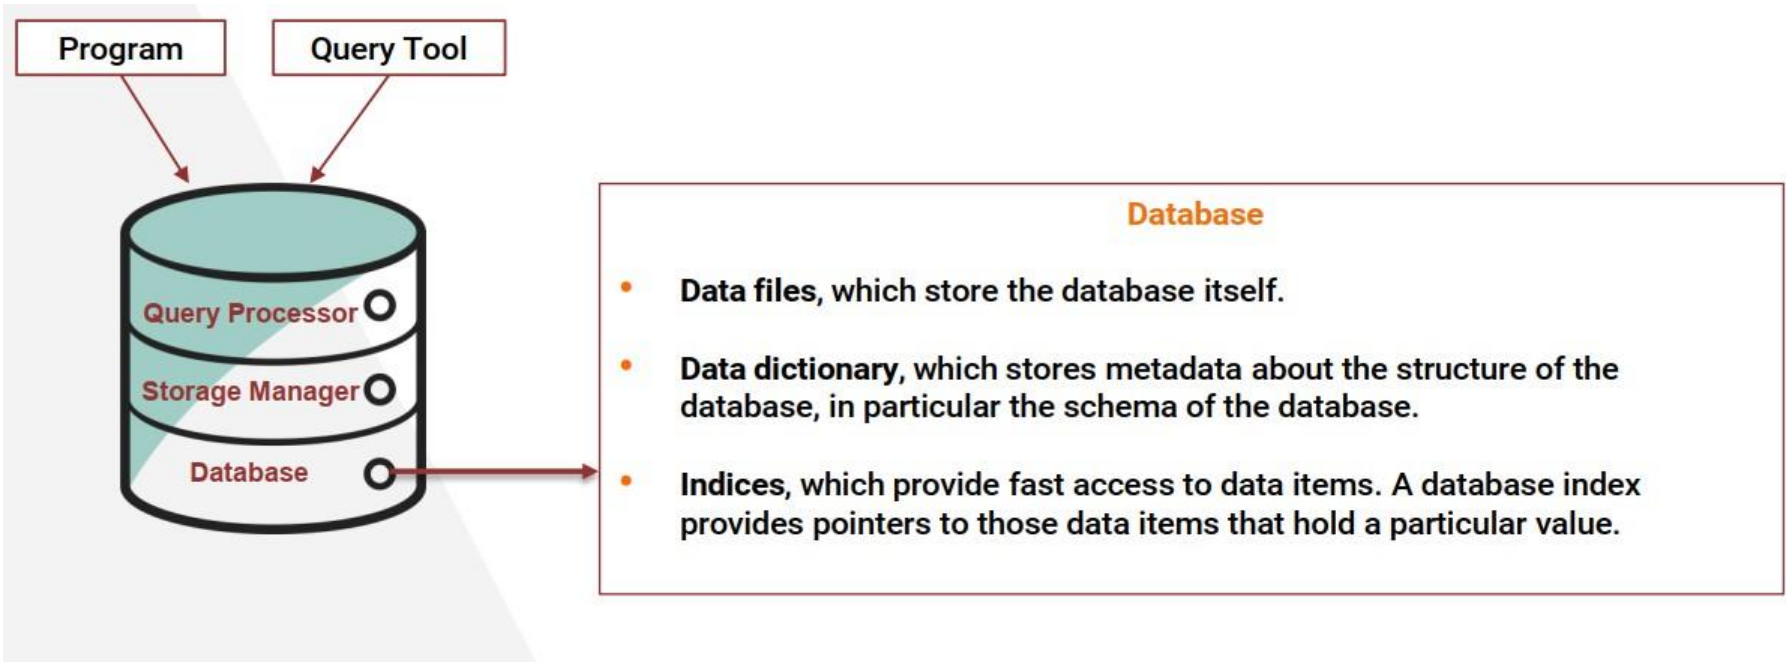 Program
Query Tool
Query Processor
Storage Manager
Database
Database
• Data files, which store the database itself.
• Data dictionary, which stores metadata about the structure of the
database, in particular the schema of the database.
• Indices, which provide fast access to data items. A database index
provides pointers to those data items that hold a particular value.